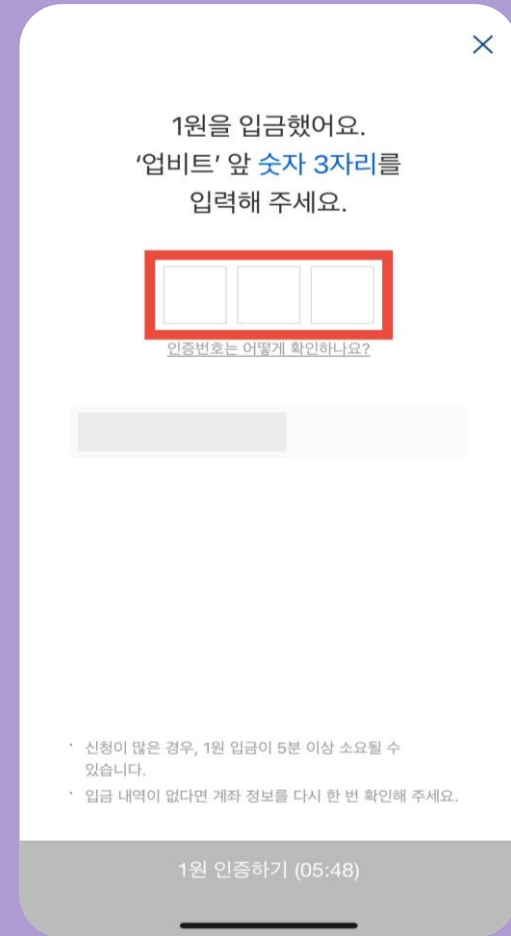 1원을 입금했어요.
‘업비트’ 앞 숫자 3자리를
입력해 주세요.
인증번호는 어떻게 확인하나요?
· 신청이 많은 경우, 1원 입금이 5분 이상 소요될 수
있습니다.
· 입금 내역이 없다면 계좌 정보를 다시 한 번 확인해 주세요.
1원 인증하기 (05:48)